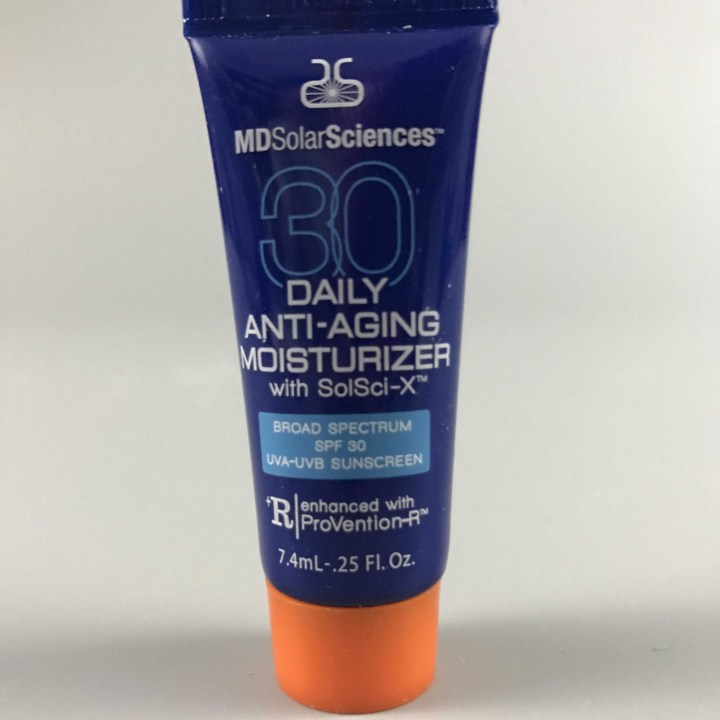 MDSolarSciences™
30
DAILY
ANTI-AGING
MOISTURIZER
with SolSci-X™
BROAD SPECTRUM
SPF 30
UVA-UVB SUNSCREEN
+R enhanced with
ProVention-R™
7.4mL-.25 Fl. Oz.